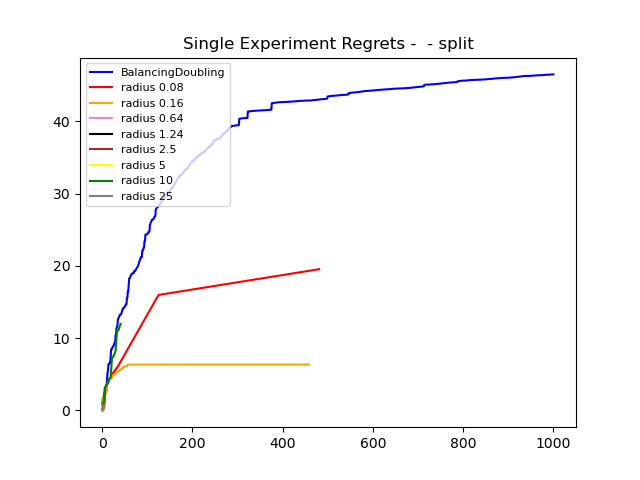 Single Experiment Regrets -  - split
BalancingDoubling
radius 0.08
radius 0.16
radius 0.64
radius 1.24
radius 2.5
radius 5
radius 10
radius 25
40
30
20
10
0
0 200 400 600 800 1000